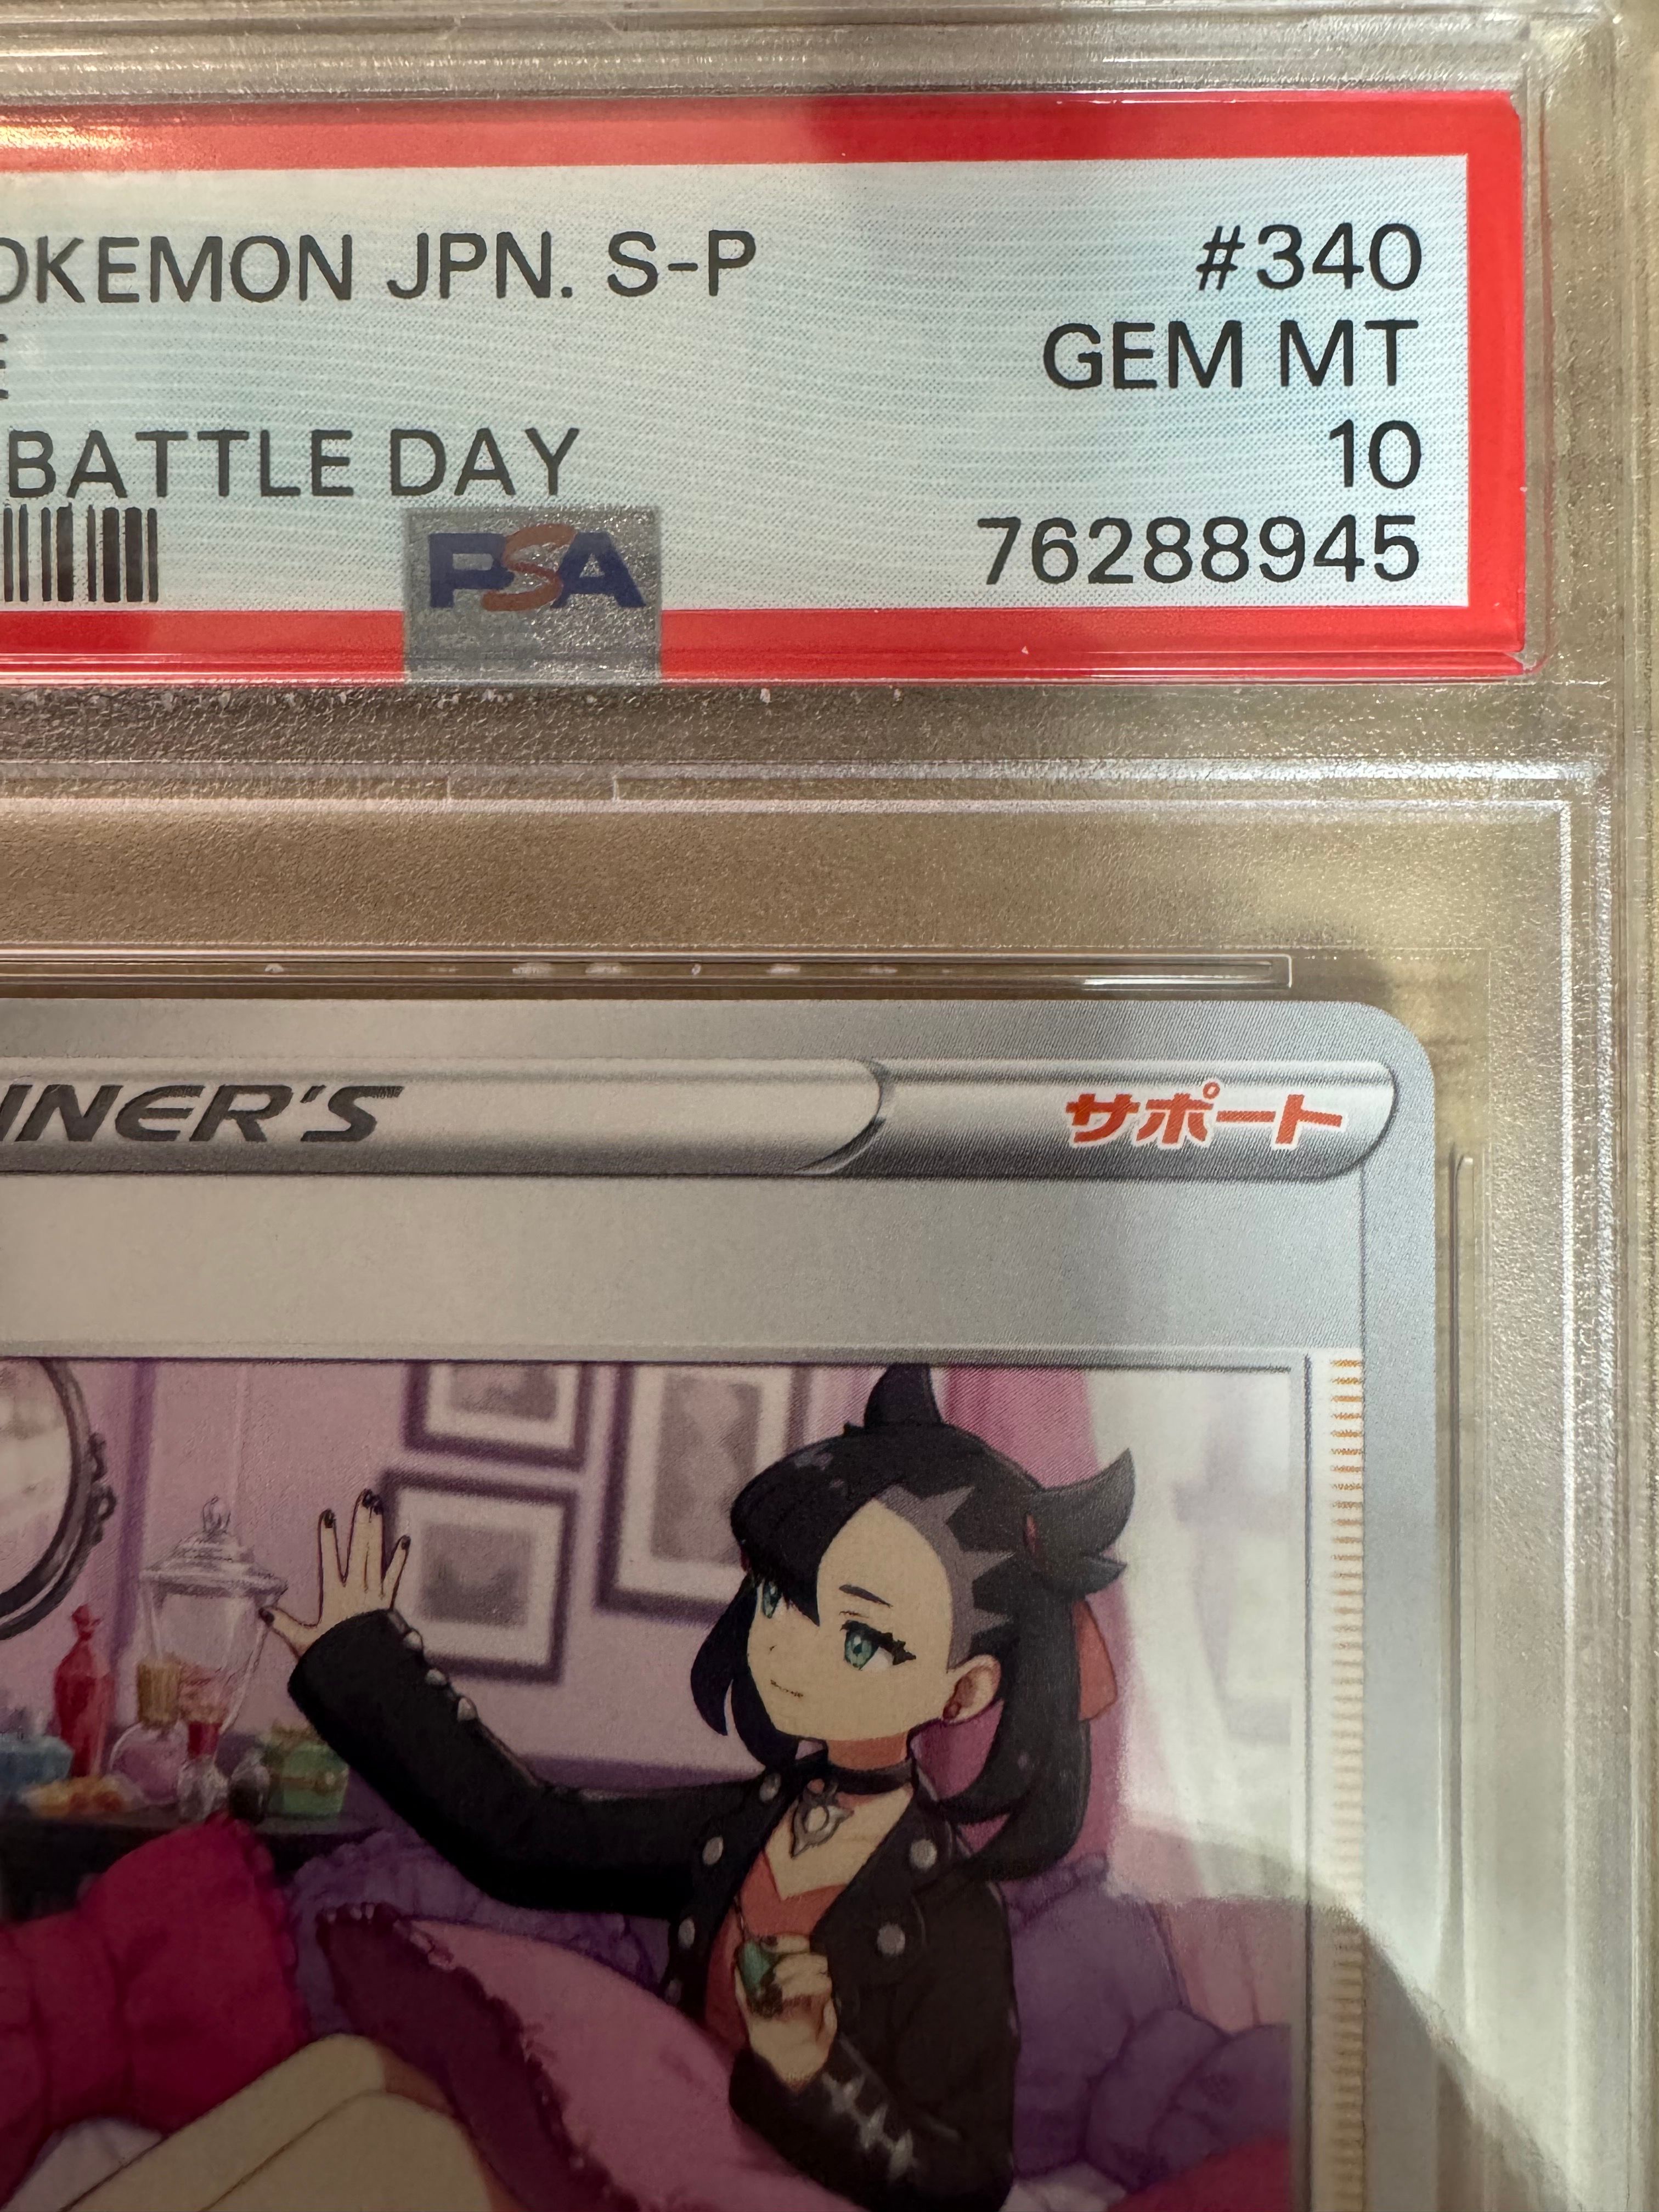 OKEMON JPN. S-P #340
E GEM MT
BATTLE DAY 10
PSA 76288945
INER'S サポート